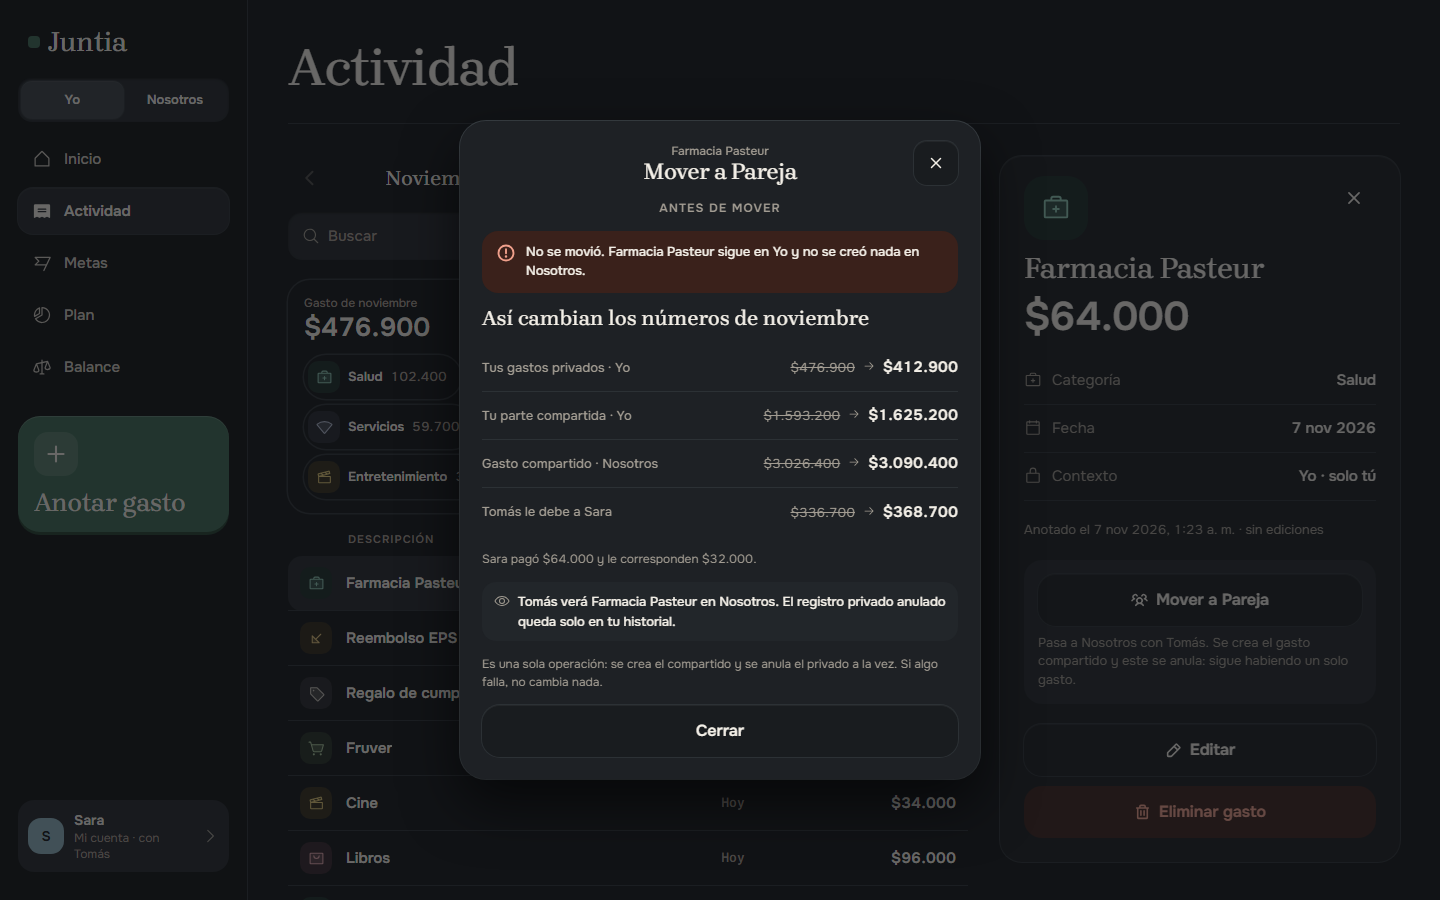 Juntia
Yo
Nosotros
Inicio
Actividad
Metas
Plan
Balance
Anotar gasto
S
Sara
Mi cuenta · con
Tomás
Actividad
Buscar
Gasto de noviembre
$476.900
Salud 102.400
Servicios 59.700
Entretenimiento
DESCRIPCIÓN
Reembolso EPS
Fruver
Cine Hoy $34.000
Libros Hoy $96.000
Farmacia Pasteur
Mover a Pareja
ANTES DE MOVER
No se movió. Farmacia Pasteur sigue en Yo y no se creó nada en
Nosotros.
Así cambian los números de noviembre
Tus gastos privados · Yo $476.900 → $412.900
Tu parte compartida · Yo $1.593.200 → $1.625.200
Gasto compartido · Nosotros $3.026.400 → $3.090.400
Tomás le debe a Sara $336.700 → $368.700
Sara pagó $64.000 y le corresponden $32.000.
Tomás verá Farmacia Pasteur en Nosotros. El registro privado anulado
queda solo en tu historial.
Es una sola operación: se crea el compartido y se anula el privado a la vez. Si algo
falla, no cambia nada.
Cerrar
Farmacia Pasteur
$64.000
Categoría Salud
Fecha 7 nov 2026
Contexto Yo · solo tú
Anotado el 7 nov 2026, 1:23 a. m. · sin ediciones
Mover a Pareja
Pasa a Nosotros con Tomás. Se crea el gasto
compartido y este se anula: sigue habiendo un solo
gasto.
Editar
Eliminar gasto